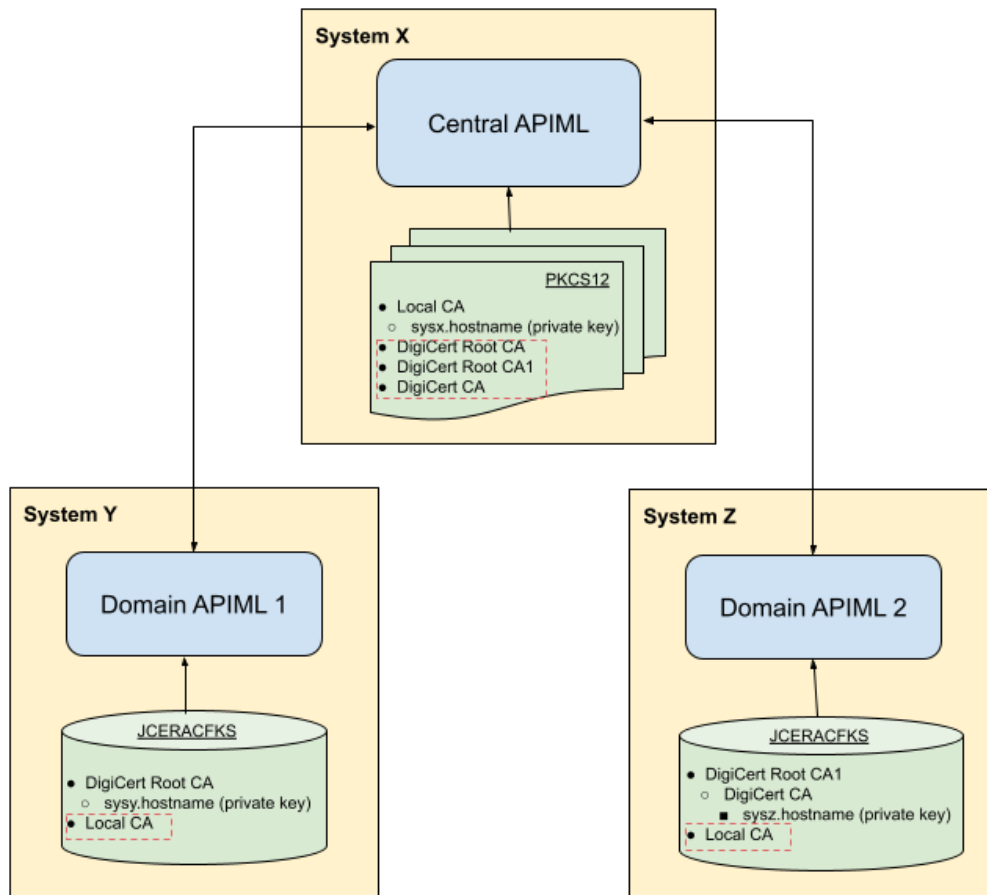 System X
Central APIML
PKCS12
● Local CA
○ sysx.hostname (private key)
● DigiCert Root CA
● DigiCert Root CA1
● DigiCert CA
System Y
Domain APIML 1
JCERACFKS
● DigiCert Root CA
○ sysy.hostname (private key)
● Local CA
System Z
Domain APIML 2
JCERACFKS
● DigiCert Root CA1
○ DigiCert CA
■ sysz.hostname (private key)
● Local CA